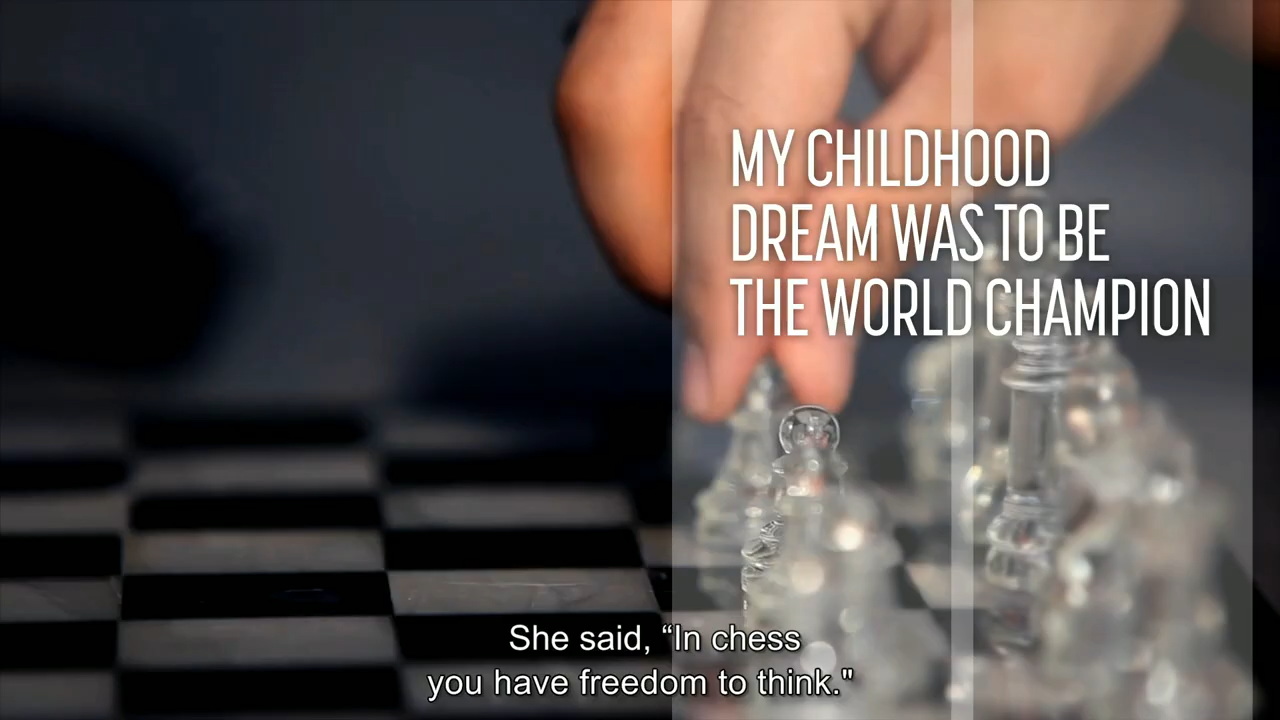 MY CHILDHOOD
DREAM WAS TO BE
THE WORLD CHAMPION
She said, “In chess
you have freedom to think."